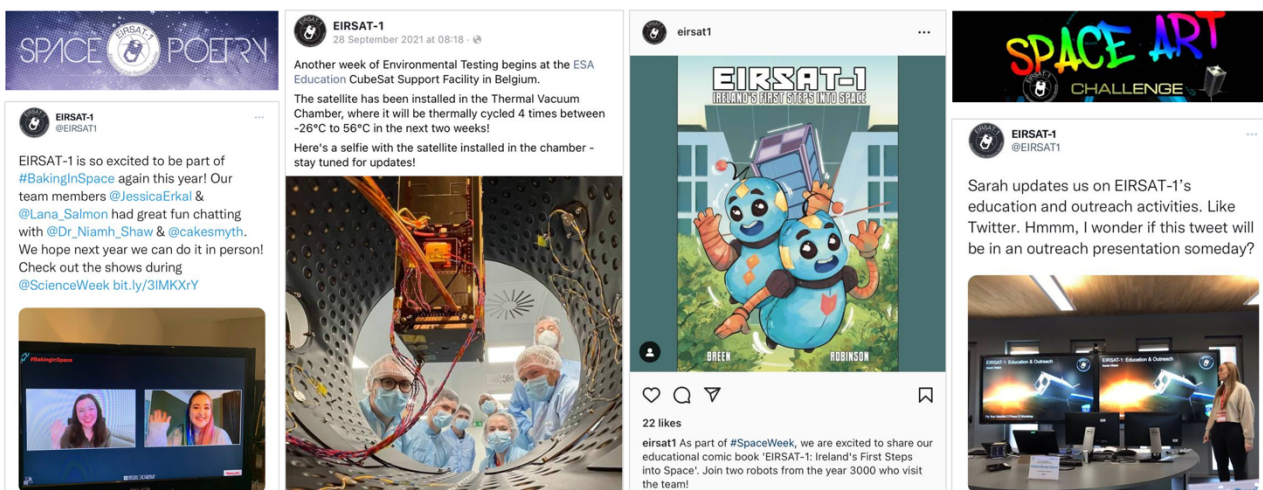 SPACE POETRY
EIRSAT-1
EIRSAT-1
@EIRSAT1
EIRSAT-1 is so excited to be part of
#BakingInSpace again this year! Our
team members @JessicaErkal &
@Lana_Salmon had great fun chatting
with @Dr_Niamh_Shaw & @cakesmyth.
We hope next year we can do it in person!
Check out the shows during
@ScienceWeek bit.ly/3lMKXrY
#BakingInSpace
EIRSAT-1
28 September 2021 at 08:18 ·
Another week of Environmental Testing begins at the ESA
Education CubeSat Support Facility in Belgium.
The satellite has been installed in the Thermal Vacuum
Chamber, where it will be thermally cycled 4 times between
-26°C to 56°C in the next two weeks!
Here's a selfie with the satellite installed in the chamber -
stay tuned for updates!
eirsat1
EIRSAT-1
IRELAND'S FIRST STEPS INTO SPACE
BREEN ROBINSON
22 likes
eirsat1 As part of #SpaceWeek, we are excited to share our
educational comic book 'EIRSAT-1: Ireland's First Steps
into Space'. Join two robots from the year 3000 who visit
the team!
SPACE ART
CHALLENGE
EIRSAT-1
@EIRSAT1
Sarah updates us on EIRSAT-1's
education and outreach activities. Like
Twitter. Hmmm, I wonder if this tweet will
be in an outreach presentation someday?
EIRSAT-1: Education & Outreach
EIRSAT-1: Education & Outreach